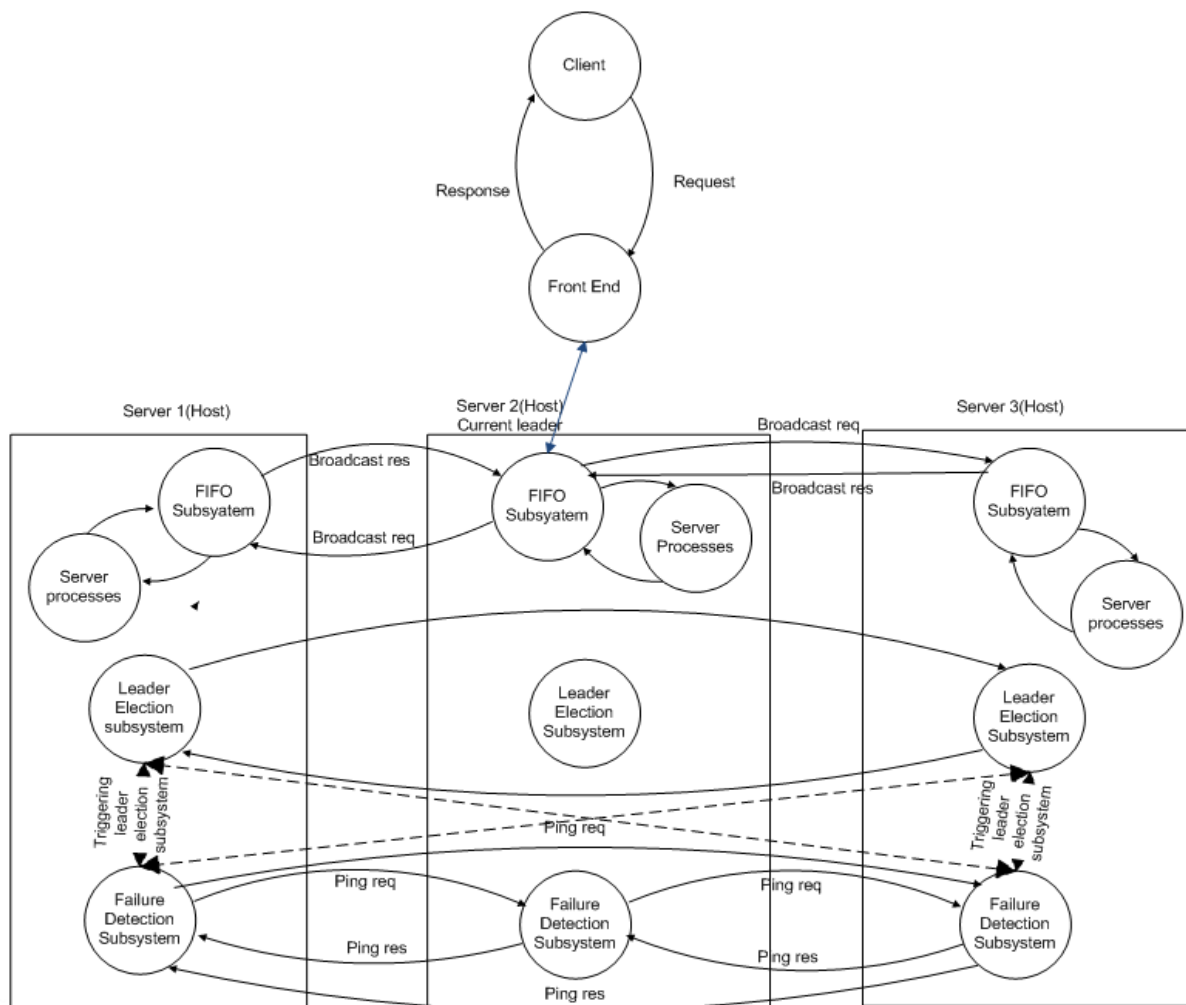 Client
Response
Request
Front End
Server 1(Host)
Server 2(Host)
Current leader
Server 3(Host)
Broadcast req
Broadcast res
Broadcast res
FIFO
Subsyatem
FIFO
Subsyatem
FIFO
Subsyatem
Broadcast req
Server
Processes
Server
processes
Server
processes
Leader
Election
subsystem
Leader
Election
Subsystem
Leader
Election
Subsystem
Triggering
leader
election
subsystem
Triggering
leader
election
subsystem
Ping req
Ping req
Ping req
Failure
Detection
Subsystem
Failure
Detection
Subsystem
Failure
Detection
Subsystem
Ping res
Ping res
Ping res